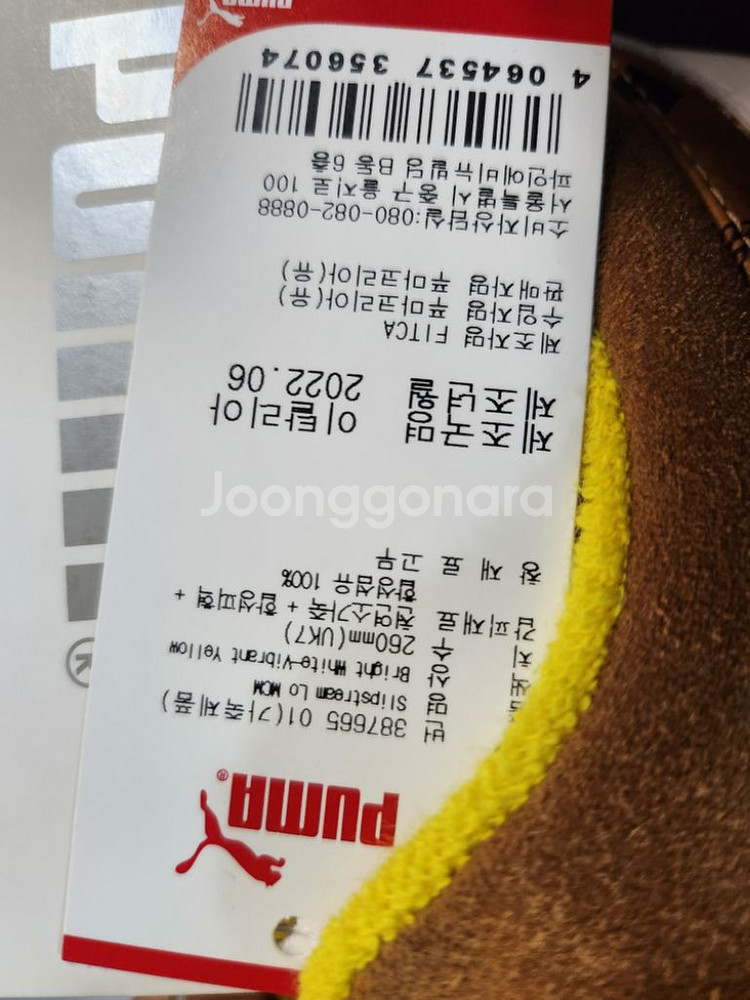 PUMA
번 387665 01(가죽제품)
명 Slipstream Lo MCM
색 상 Bright White-Vibrant Yellow
치 수 260mm(UK7)
갑피재료 천연소가죽 + 합성피혁 +
합성섬유 100%
창 재 료 고무
제조국명 이탈리아
제조년월 2022.06
제조자명 FITCA
수입자명 푸마코리아(유)
판매자명 푸마코리아(유)
소비자상담실:080-082-0888
서울특별시 중구 을지로 100
파인에비뉴빌딩 B동 6층
4 064537 356074
PUMA
Joonggonara